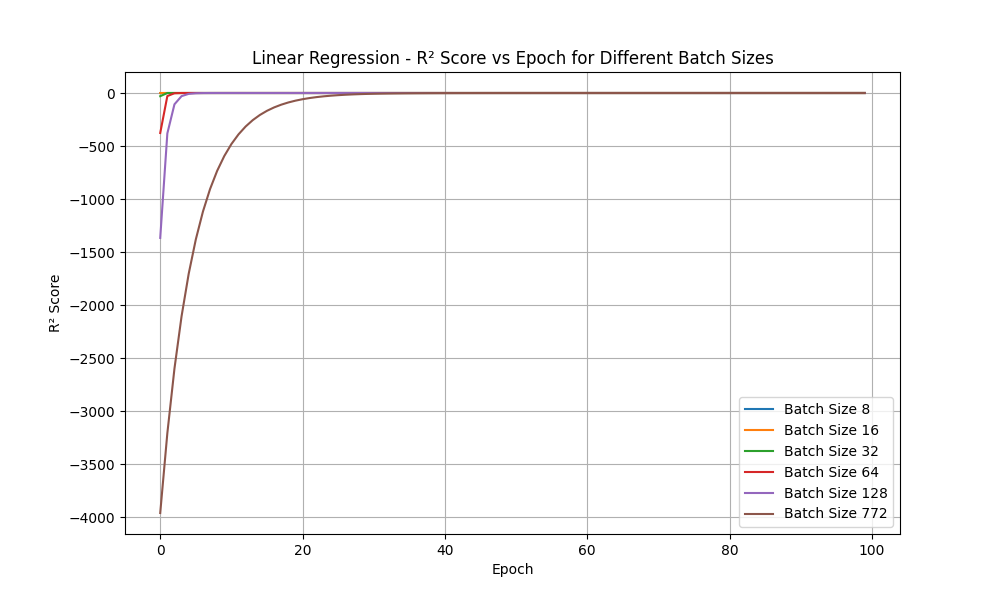 Linear Regression - R² Score vs Epoch for Different Batch Sizes
0
−500
−1000
−1500
−2000
−2500
−3000
−3500
−4000
R² Score
0
20
40
60
80
100
Epoch
Batch Size 8
Batch Size 16
Batch Size 32
Batch Size 64
Batch Size 128
Batch Size 772